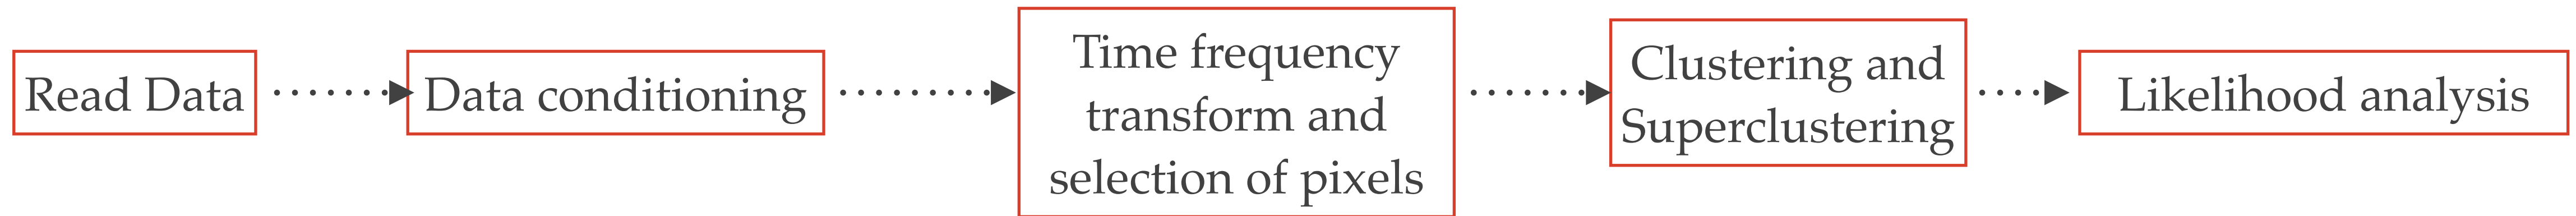 Read Data
Data conditioning
Time frequency
transform and
selection of pixels
Clustering and
Superclustering
Likelihood analysis